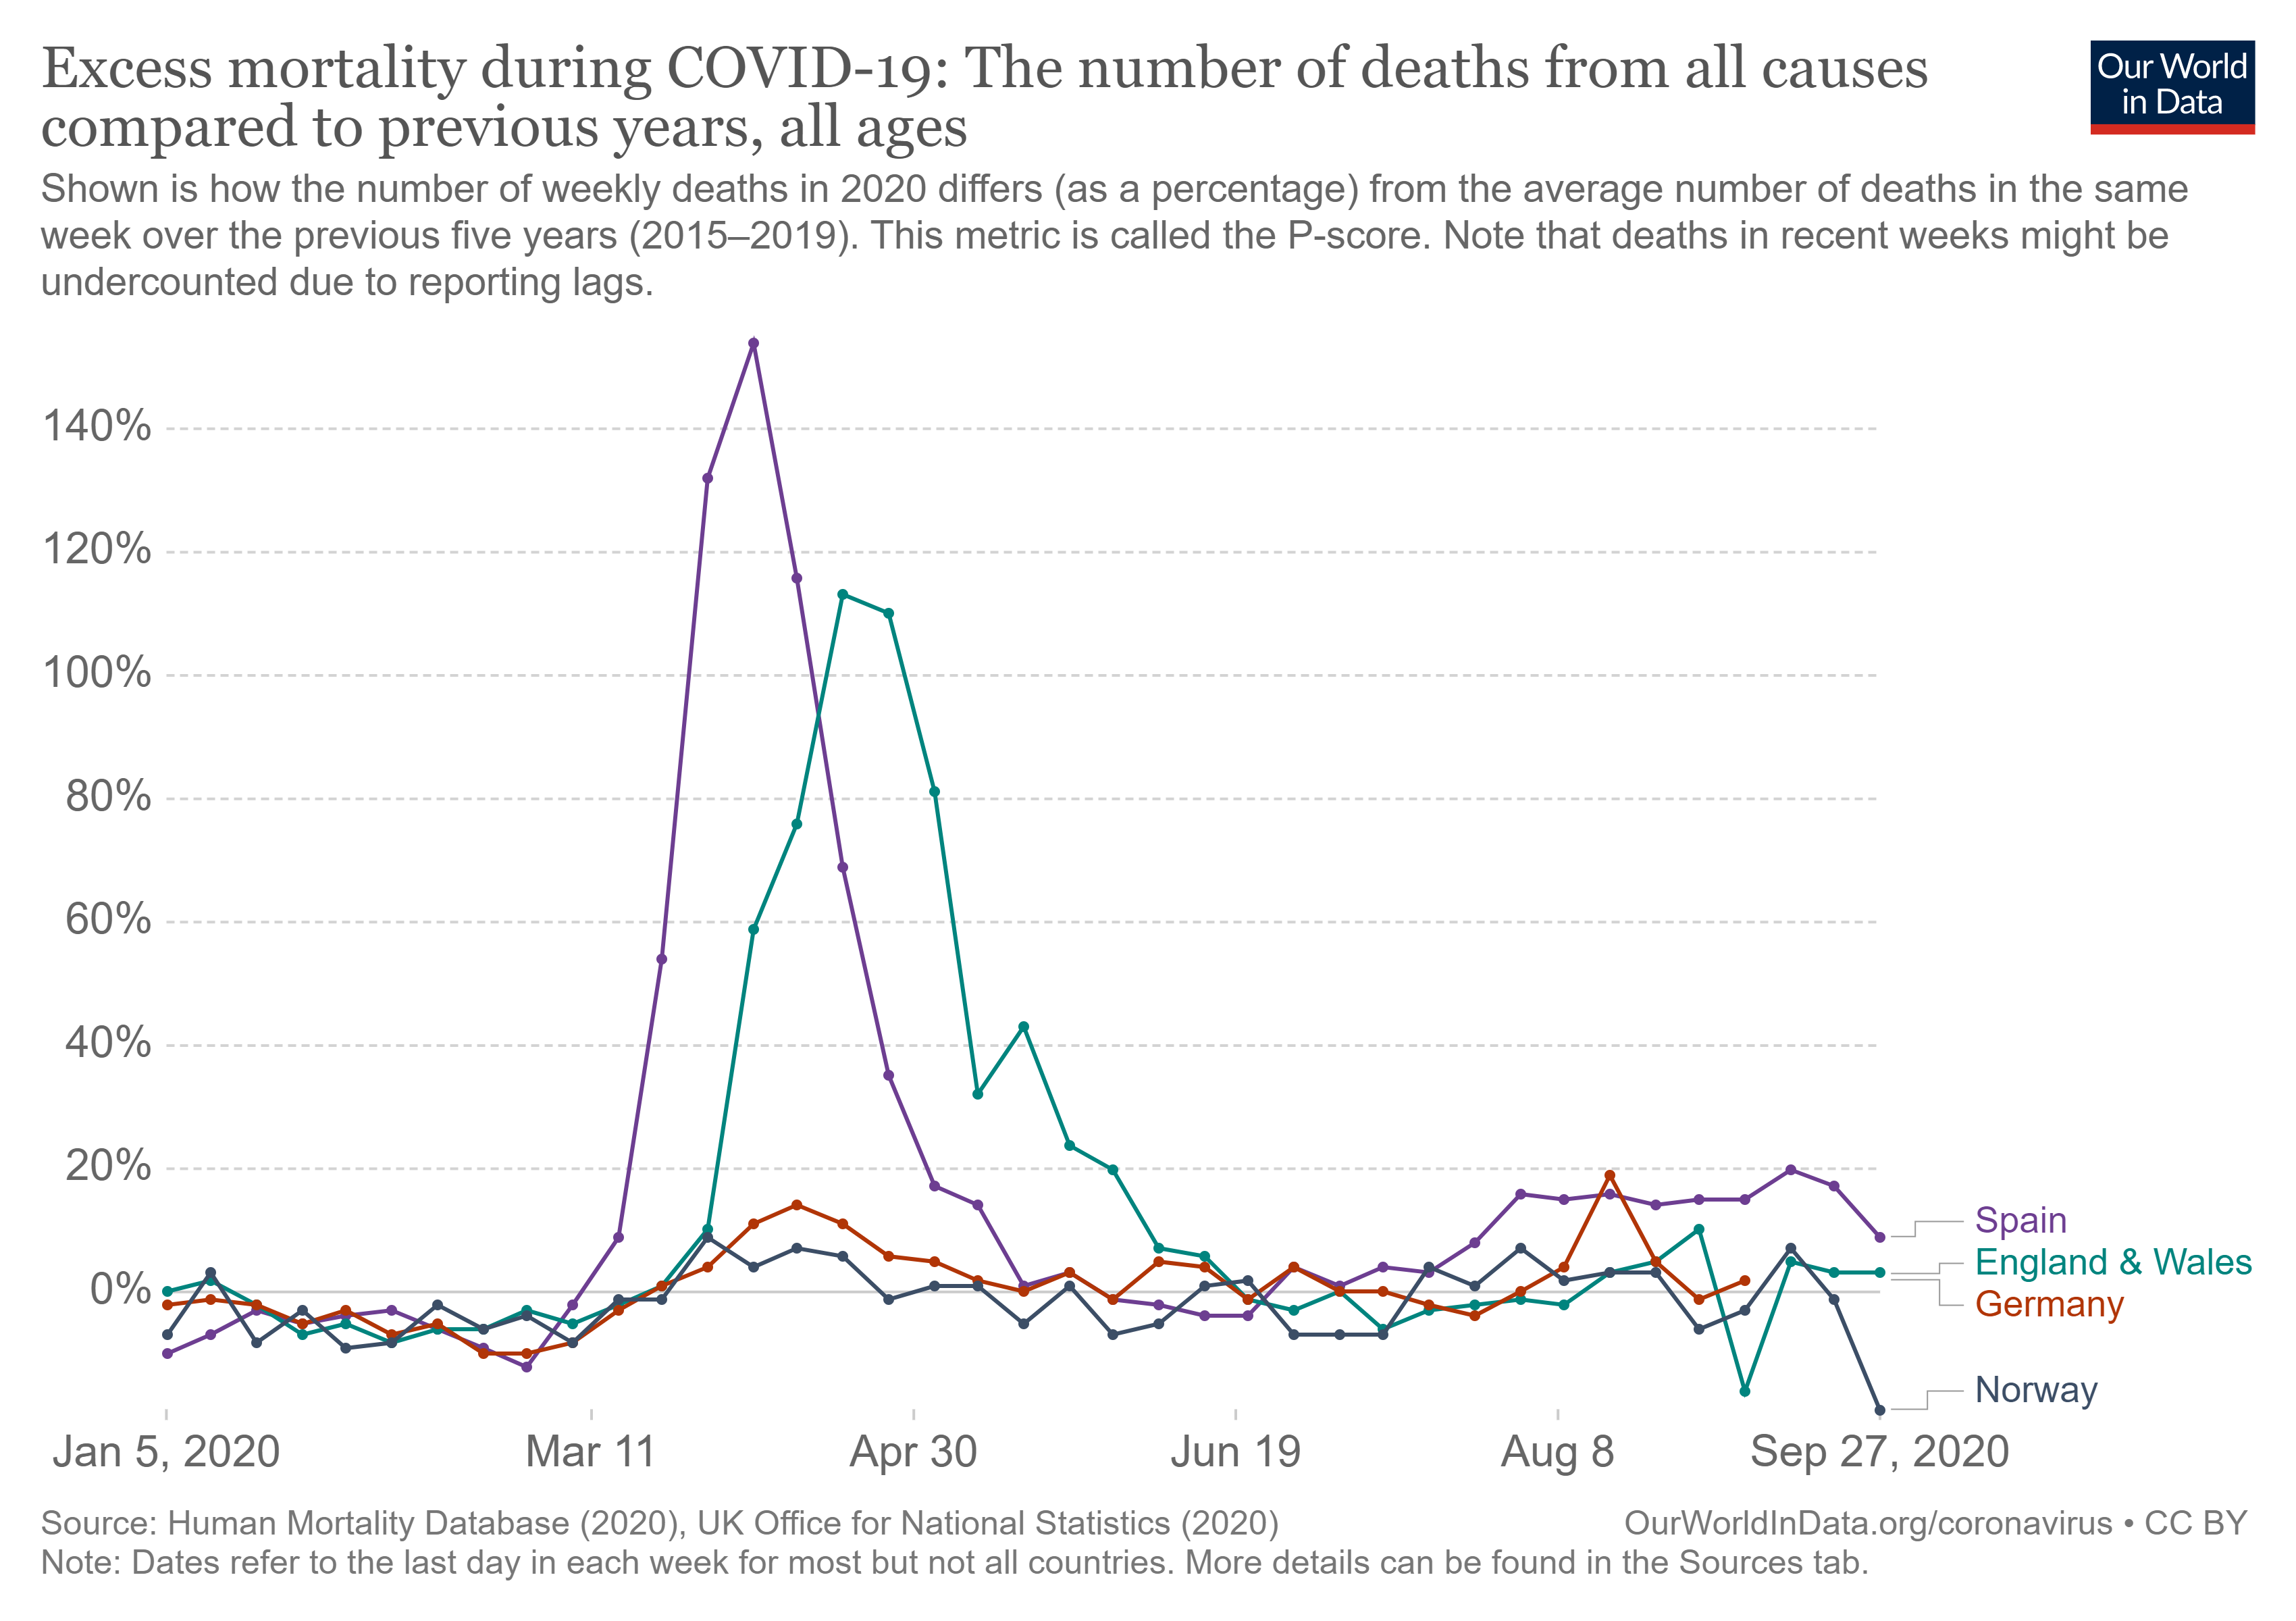 Excess mortality during COVID-19: The number of deaths from all causes
compared to previous years, all ages
Our World
in Data
Shown is how the number of weekly deaths in 2020 differs (as a percentage) from the average number of deaths in the same
week over the previous five years (2015–2019). This metric is called the P-score. Note that deaths in recent weeks might be
undercounted due to reporting lags.
140%
120%
100%
80%
60%
40%
20%
0%
Spain
England & Wales
Germany
Norway
Jan 5, 2020
Mar 11
Apr 30
Jun 19
Aug 8
Sep 27, 2020
Source: Human Mortality Database (2020), UK Office for National Statistics (2020)
OurWorldInData.org/coronavirus • CC BY
Note: Dates refer to the last day in each week for most but not all countries. More details can be found in the Sources tab.